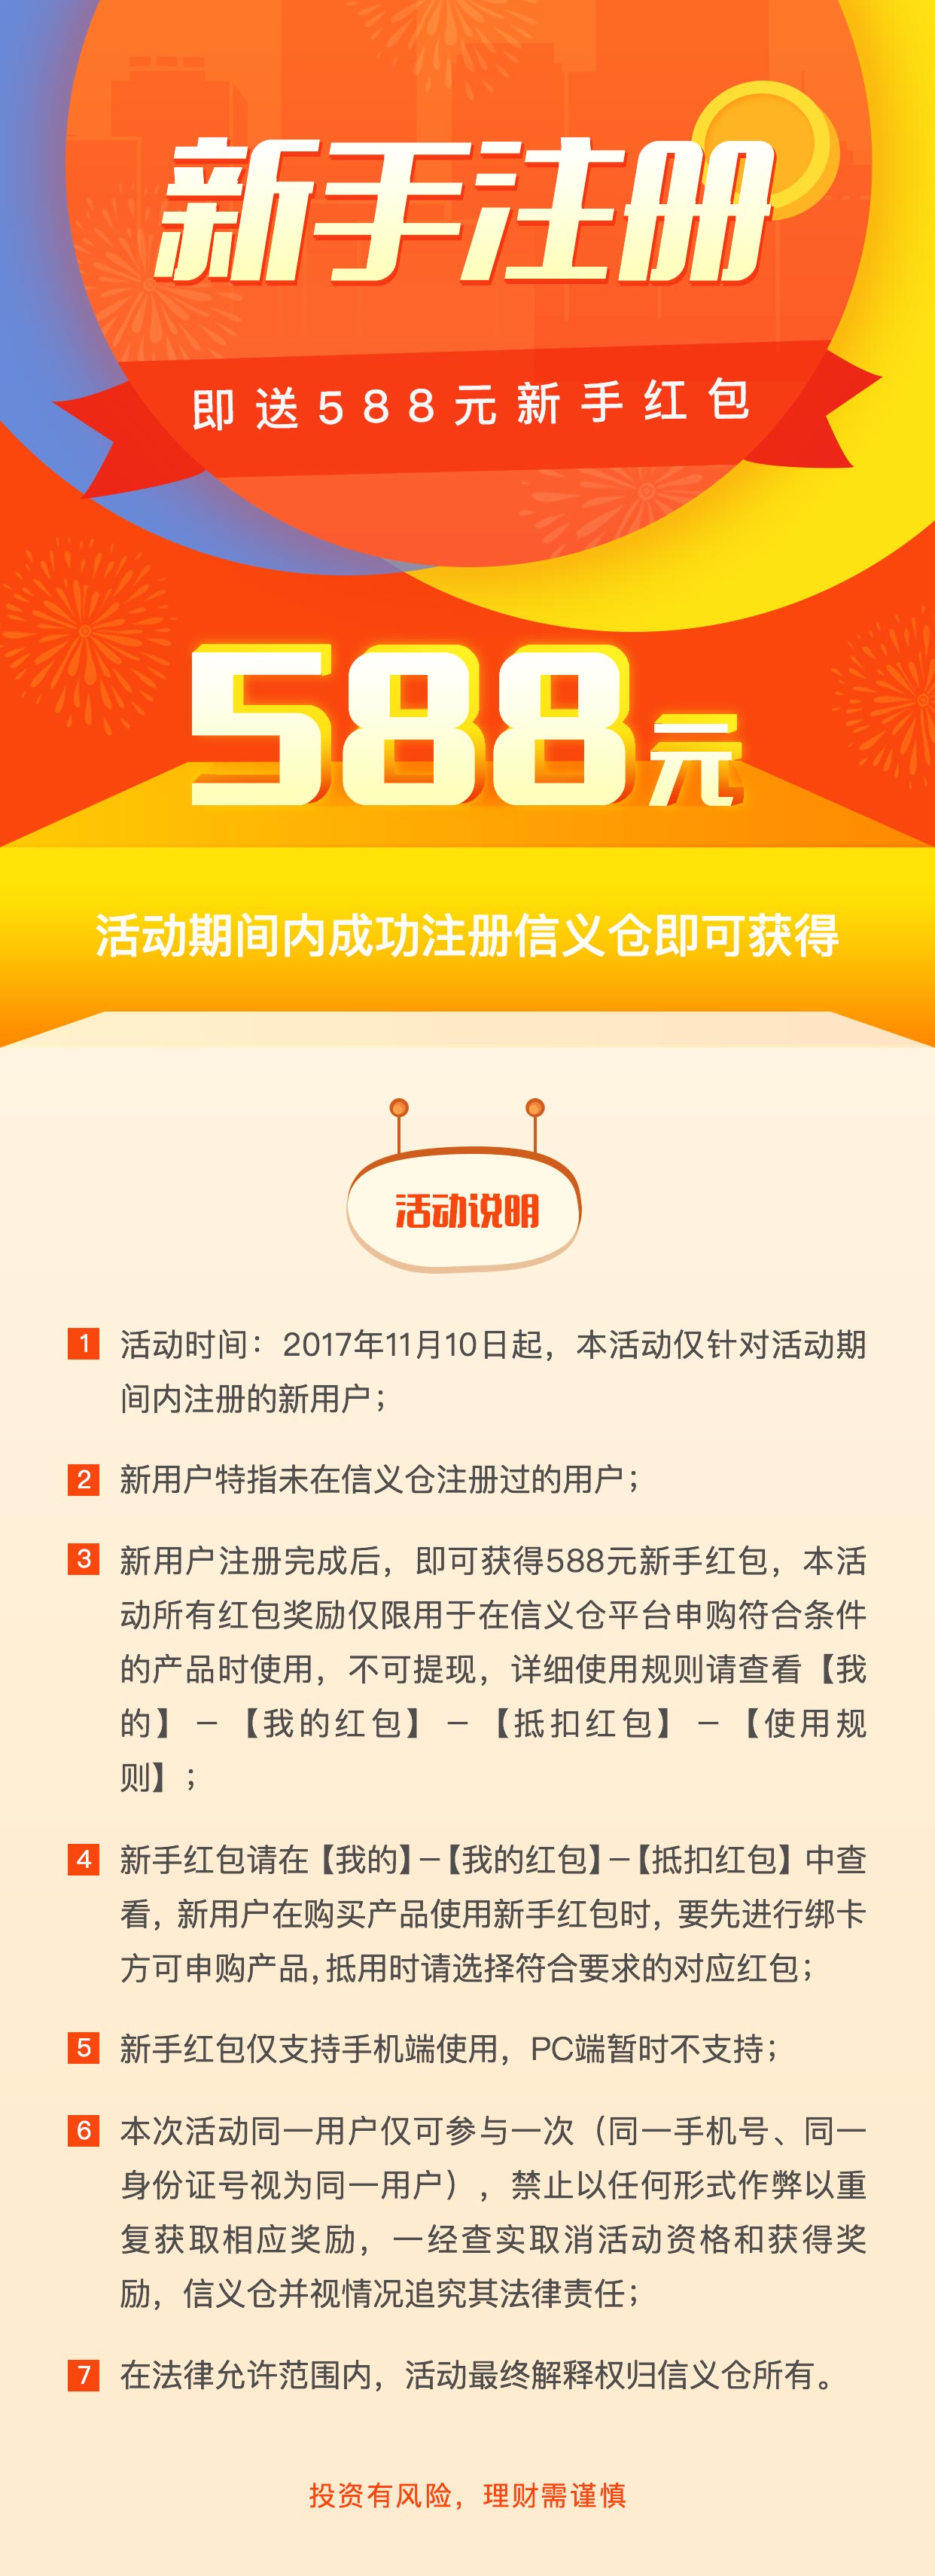 新手注册
即送588元新手红包
588元
活动期间内成功注册信义仓即可获得
活动说明
1 活动时间：2017年11月10日起，本活动仅针对活动期
间内注册的新用户；
2 新用户特指未在信义仓注册过的用户；
3 新用户注册完成后，即可获得588元新手红包，本活
动所有红包奖励仅限用于在信义仓平台申购符合条件
的产品时使用，不可提现，详细使用规则请查看【我
的】－【我的红包】－【抵扣红包】－【使用规
则】；
4 新手红包请在【我的】－【我的红包】－【抵扣红包】中查
看，新用户在购买产品使用新手红包时，要先进行绑卡
方可申购产品，抵用时请选择符合要求的对应红包；
5 新手红包仅支持手机端使用，PC端暂时不支持；
6 本次活动同一用户仅可参与一次（同一手机号、同一
身份证号视为同一用户），禁止以任何形式作弊以重
复获取相应奖励，一经查实取消活动资格和获得奖
励，信义仓并视情况追究其法律责任；
7 在法律允许范围内，活动最终解释权归信义仓所有。
投资有风险，理财需谨慎